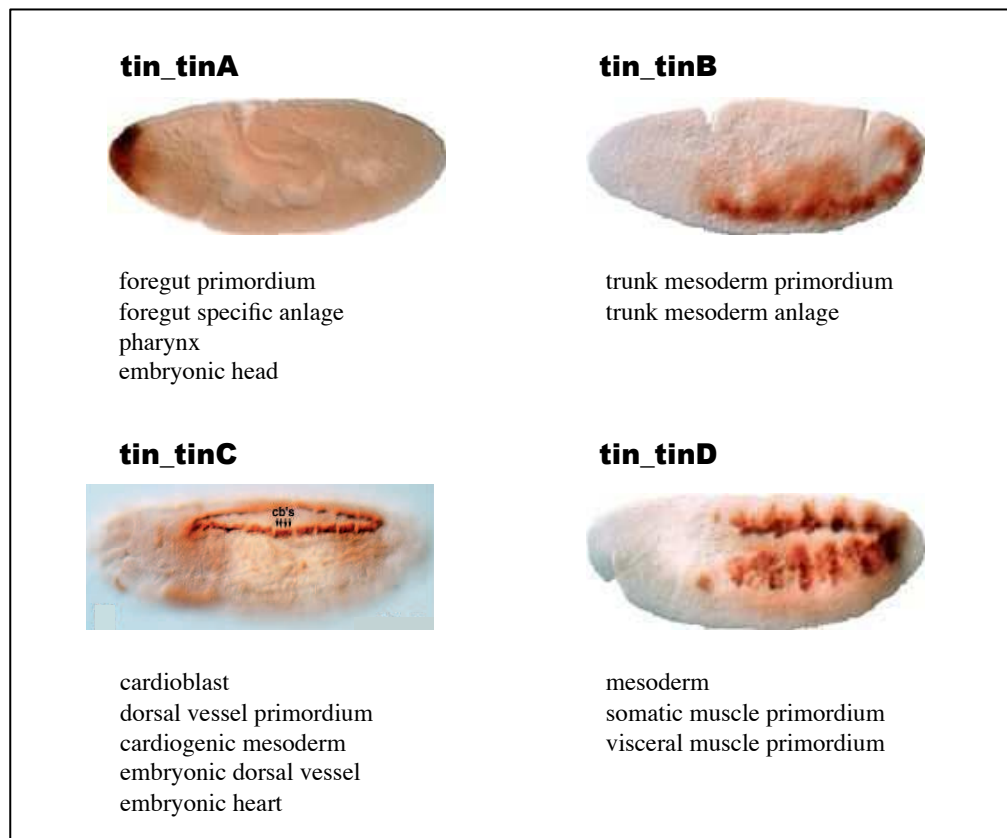 tin_tinA
foregut primordium
foregut specific anlage
pharynx
embryonic head
tin_tinB
trunk mesoderm primordium
trunk mesoderm anlage
tin_tinC
cb's
cardioblast
dorsal vessel primordium
cardiogenic mesoderm
embryonic dorsal vessel
embryonic heart
tin_tinD
mesoderm
somatic muscle primordium
visceral muscle primordium